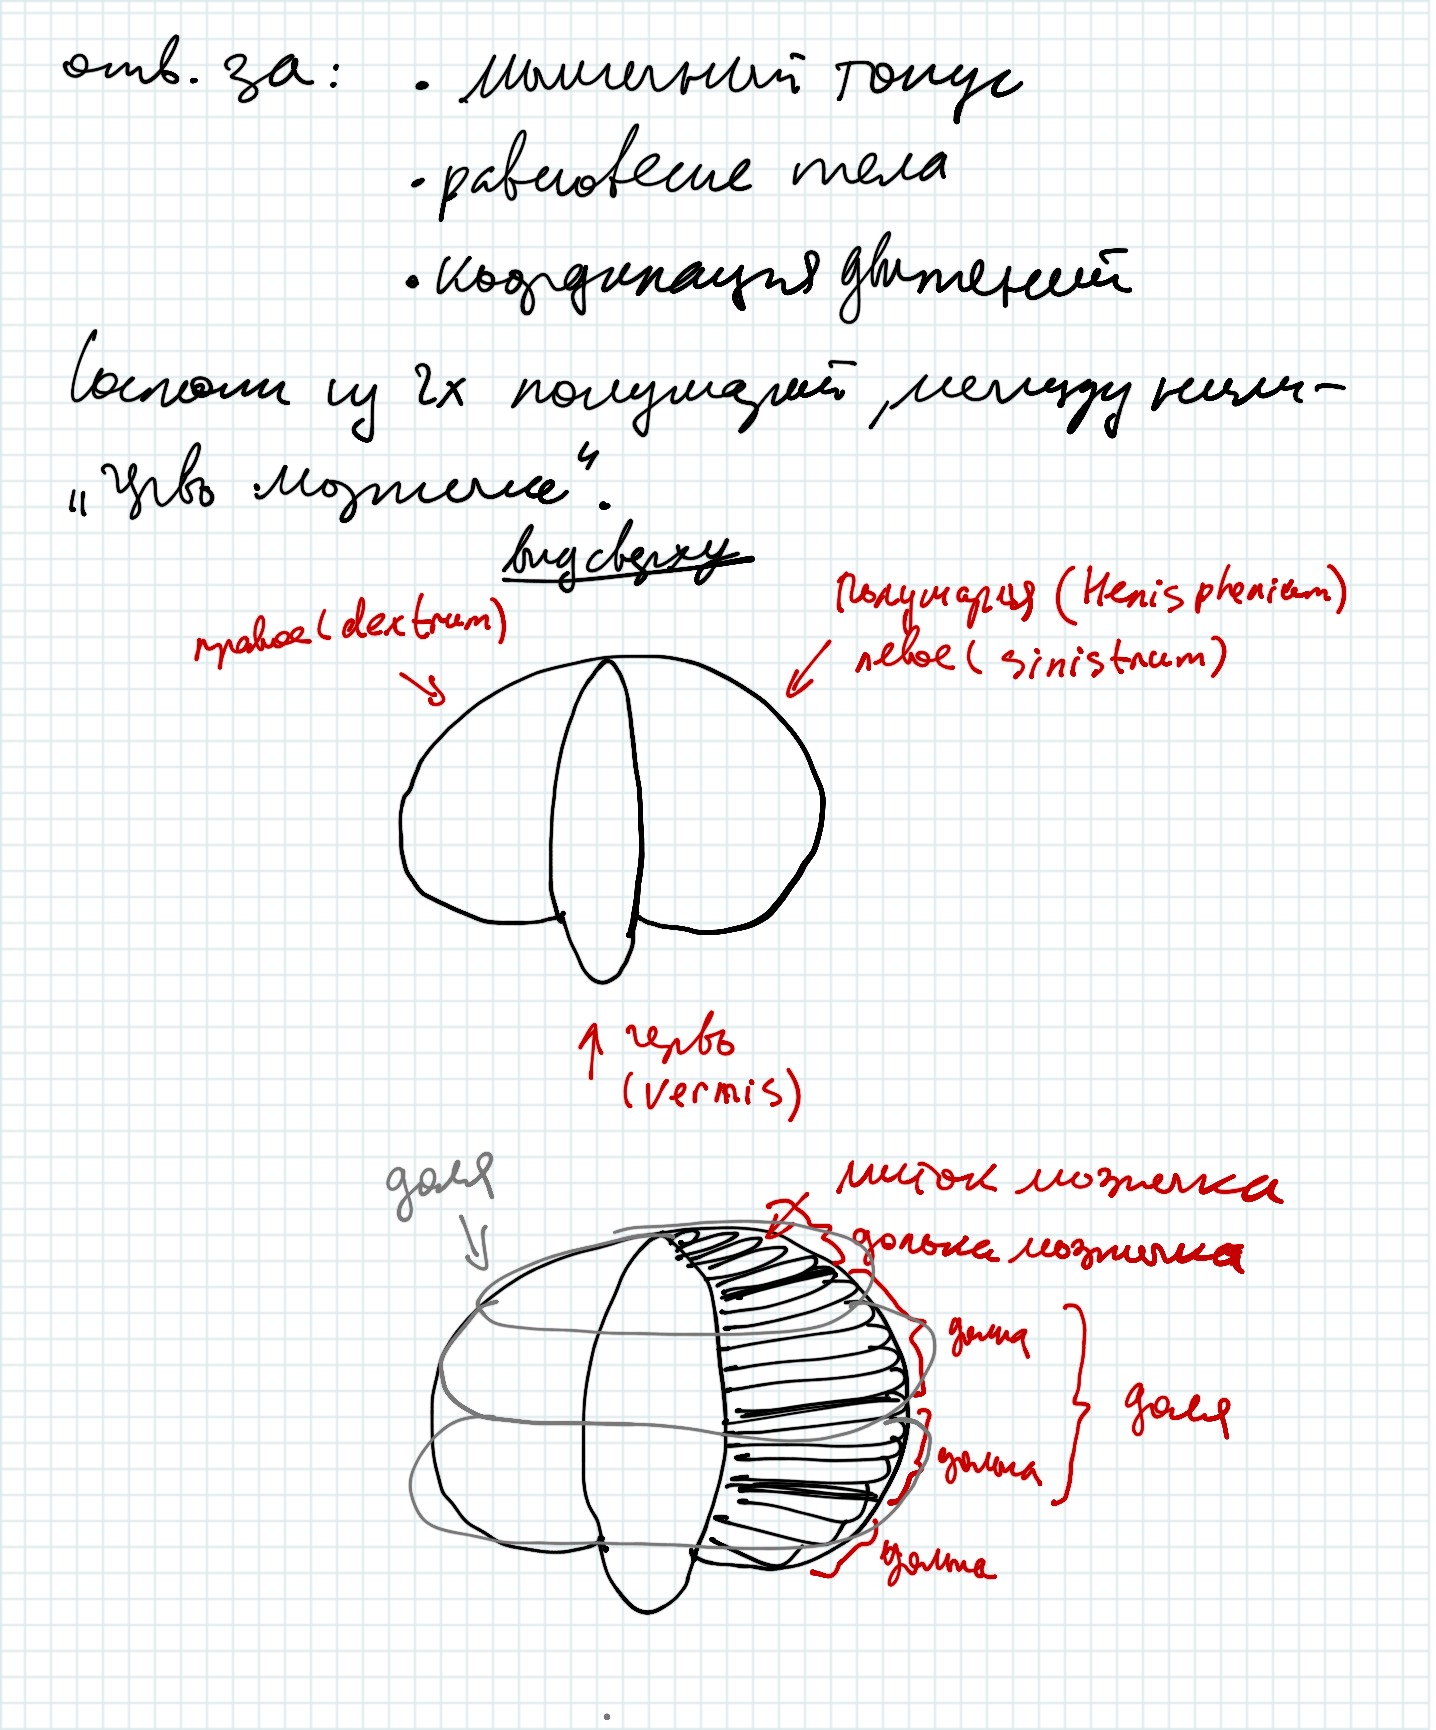 отв. за: • мышечный тонус
• равновесие тела
• координация движений
Состоит из 2х полушарий, между ними –
„червь мозжечка“.
вид сверху
Полушария (Hemispherium)
правое (dextrum)
левое (sinistrum)
червь
(vermis)
доля
листок мозжечка
долька мозжечка
долька
доля
долька
долька